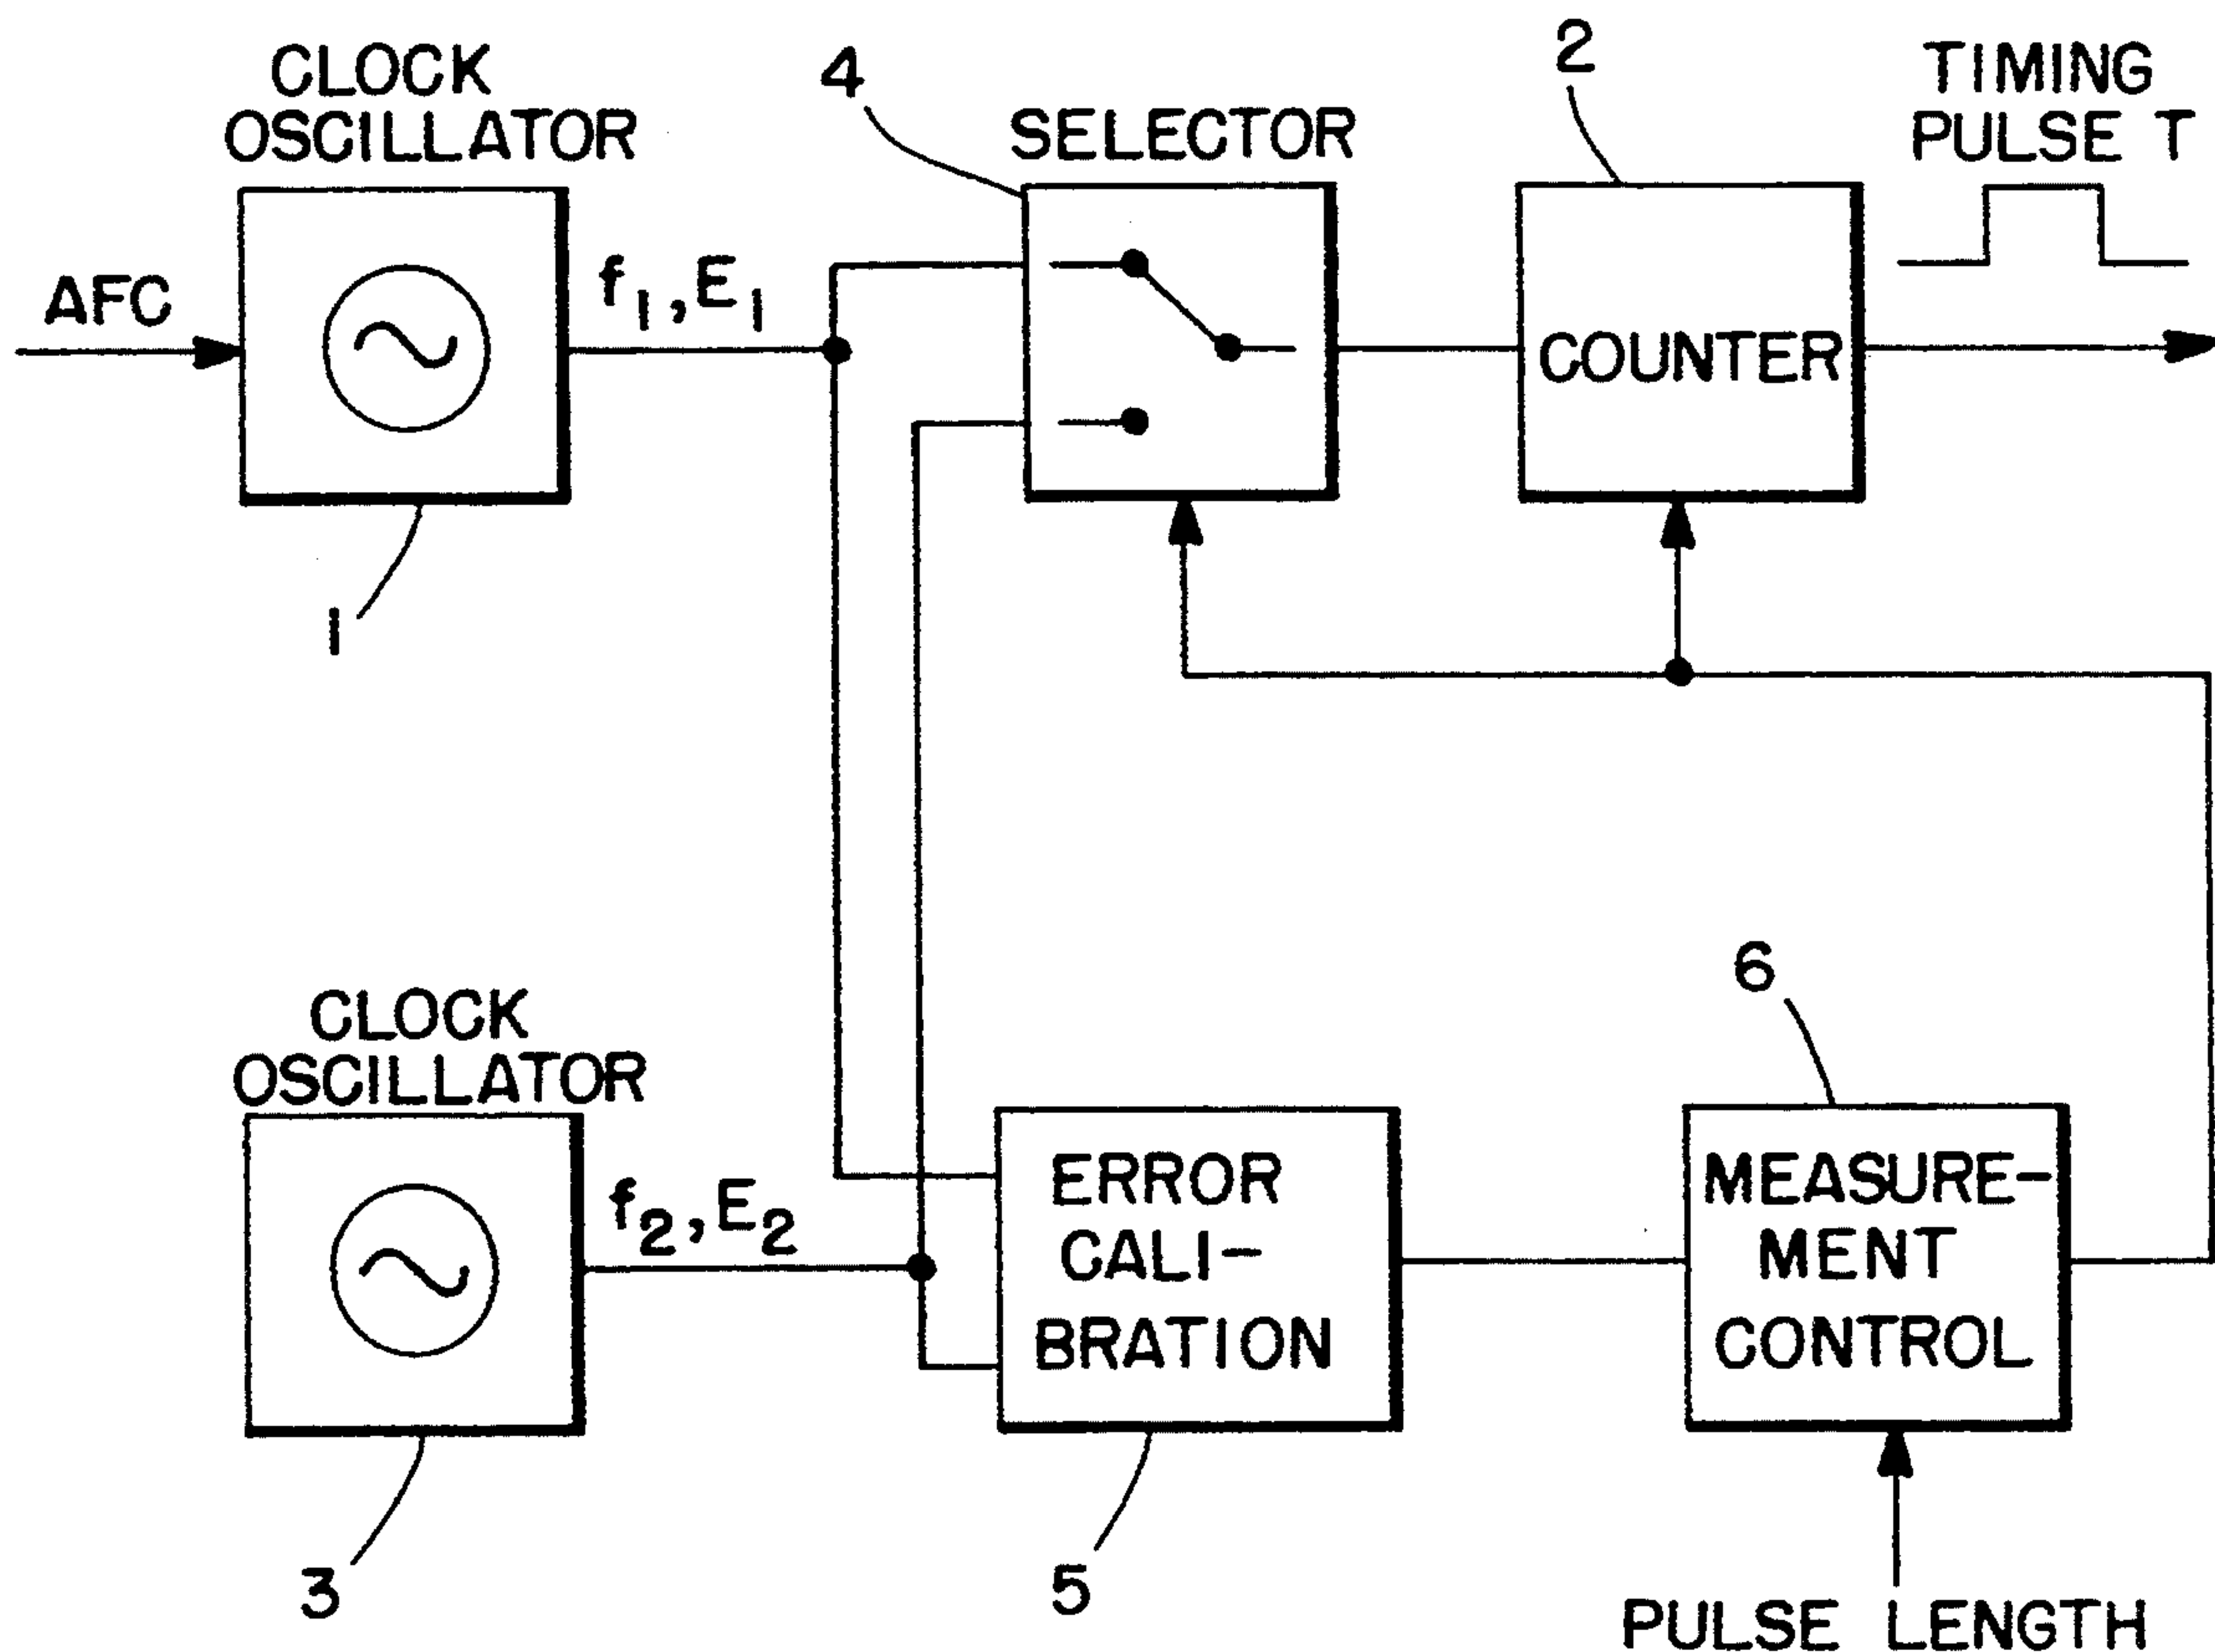 CLOCK
OSCILLATOR
4
SELECTOR
2
TIMING
PULSE T
AFC
f1,E1
COUNTER
1
CLOCK
OSCILLATOR
6
f2,E2
ERROR
CALI-
BRATION
MEASURE-
MENT
CONTROL
3
5
PULSE LENGTH